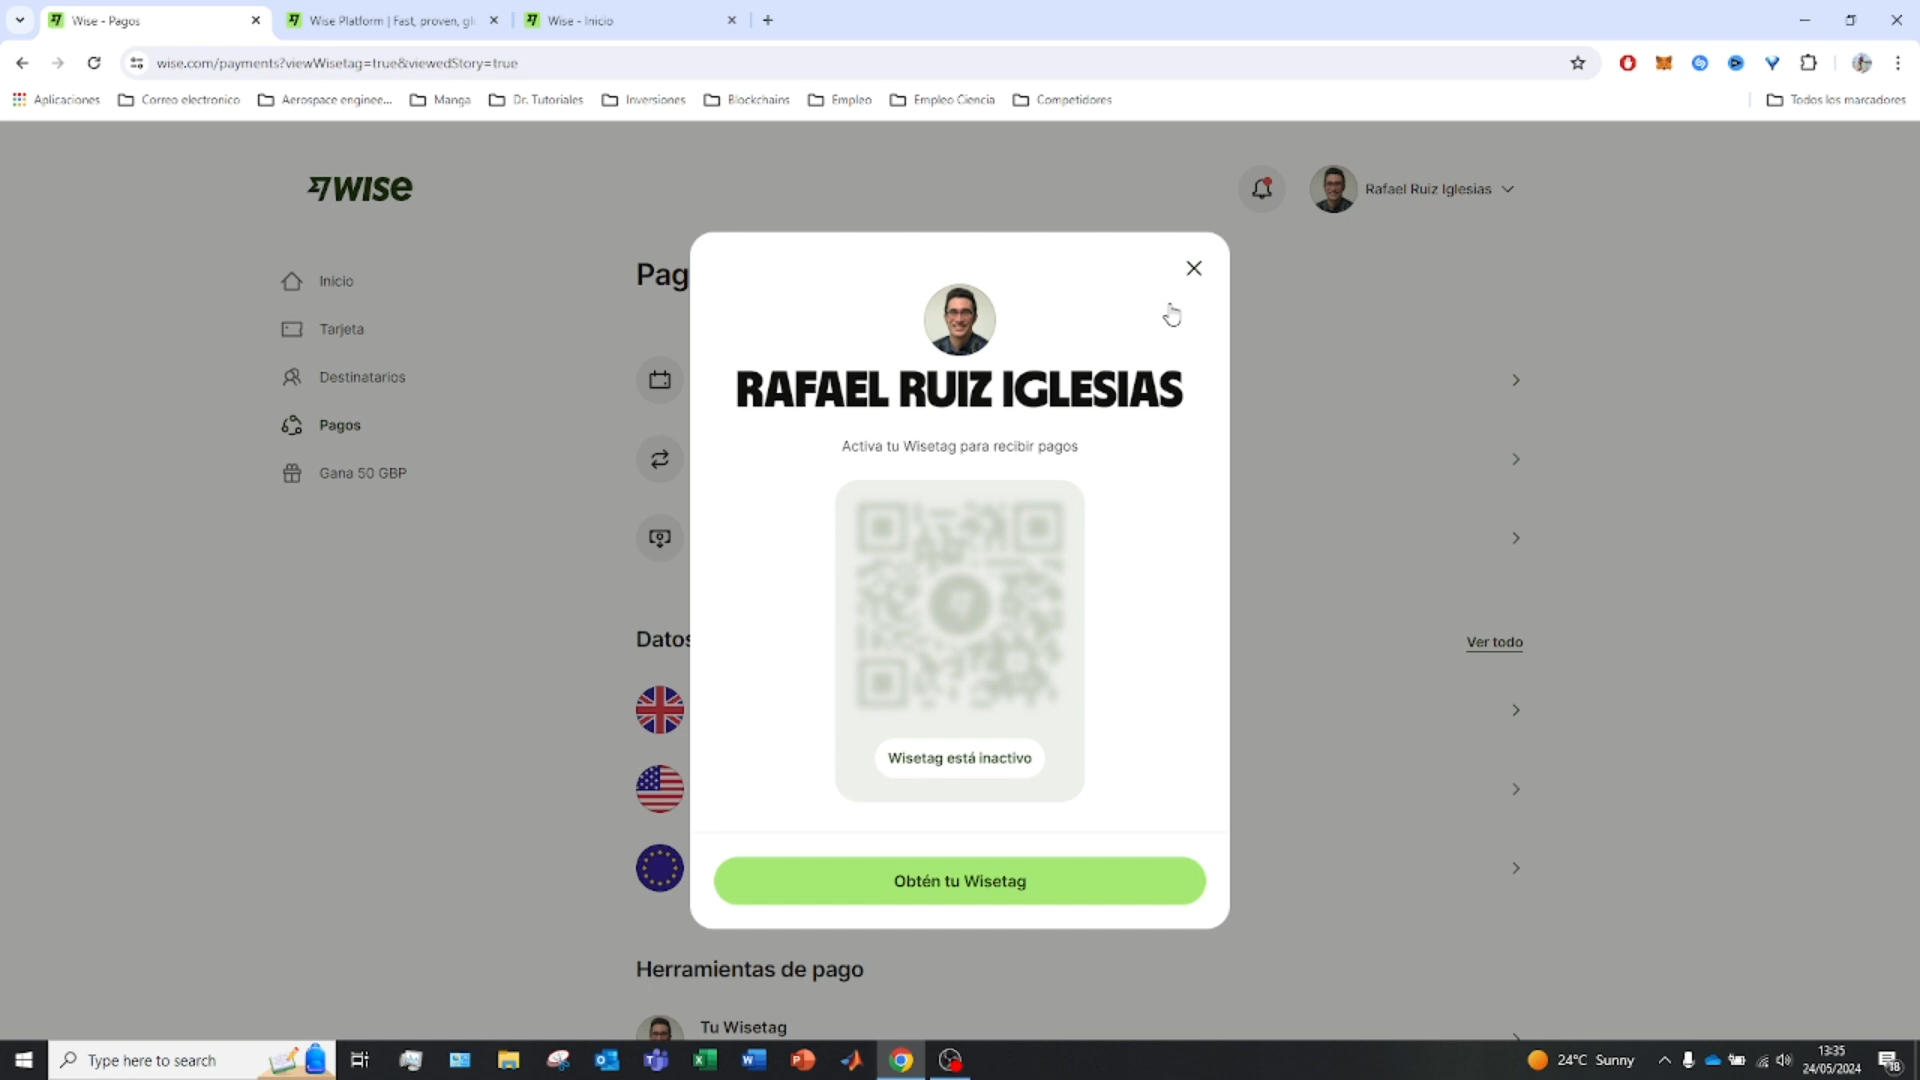 Wise - Pagos
Wise Platform | Fast, proven, gl
Wise - Inicio
wise.com/payments?viewWisetag=true&viewedStory=true
Aplicaciones
Correo electronico
Aerospace enginee...
Manga
Dr. Tutoriales
Inversiones
Blockchains
Empleo
Empleo Ciencia
Competidores
Todos los marcadores
WISE
Rafael Ruiz Iglesias
Inicio
Tarjeta
Destinatarios
Pagos
Gana 50 GBP
Pag
RAFAEL RUIZ IGLESIAS
Activa tu Wisetag para recibir pagos
Wisetag está inactivo
Obtén tu Wisetag
Datos
Ver todo
Herramientas de pago
Tu Wisetag
Type here to search
24°C Sunny
13:35
24/05/2024
18